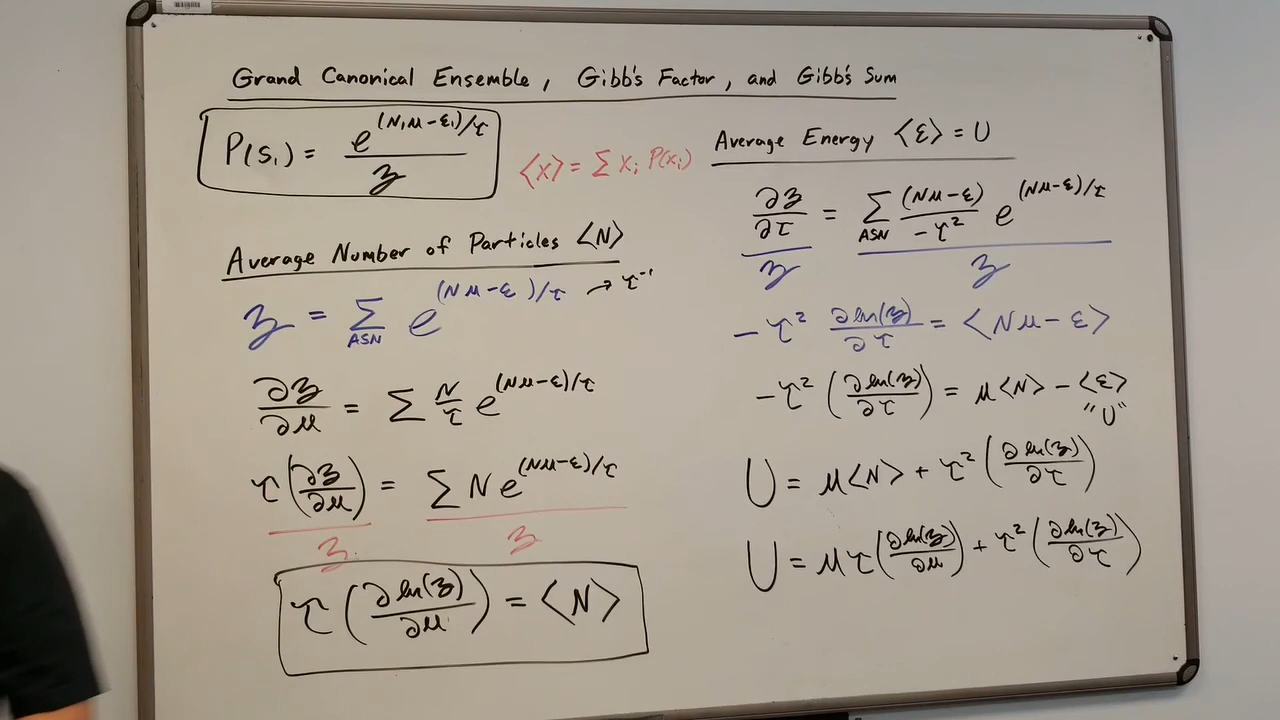 Grand Canonical Ensemble, Gibb's Factor, and Gibb's Sum
P(s₁) = e^((N₁μ−ε₁)/τ) / 𝓏
⟨x⟩ = Σ xᵢ P(xᵢ)
Average Number of Particles ⟨N⟩
𝓏 = Σ_ASN e^((Nμ−ε)/τ) → τ⁻¹
∂𝓏/∂μ = Σ N/τ e^((Nμ−ε)/τ)
τ(∂𝓏/∂μ)/𝓏 = Σ N e^((Nμ−ε)/τ) / 𝓏
τ(∂ln(𝓏)/∂μ) = ⟨N⟩
Average Energy ⟨ε⟩ = U
(∂𝓏/∂τ)/𝓏 = Σ_ASN (Nμ−ε)/−τ² e^((Nμ−ε)/τ) / 𝓏
−τ² ∂ln(𝓏)/∂τ = ⟨Nμ−ε⟩
−τ² (∂ln(𝓏)/∂τ) = μ⟨N⟩ − ⟨ε⟩
"U"
U = μ⟨N⟩ + τ² (∂ln(𝓏)/∂τ)
U = μτ(∂ln(𝓏)/∂μ) + τ² (∂ln(𝓏)/∂τ)